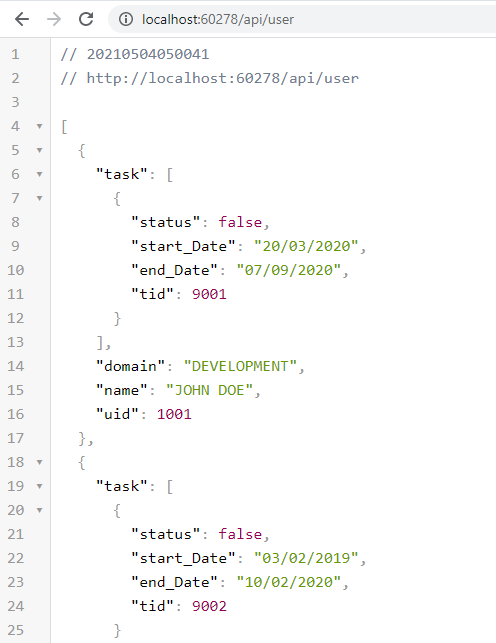 localhost:60278/api/user
1 // 20210504050041
2 // http://localhost:60278/api/user
3
4 [
5 {
6 "task": [
7 {
8 "status": false,
9 "start_Date": "20/03/2020",
10 "end_Date": "07/09/2020",
11 "tid": 9001
12 }
13 ],
14 "domain": "DEVELOPMENT",
15 "name": "JOHN DOE",
16 "uid": 1001
17 },
18 {
19 "task": [
20 {
21 "status": false,
22 "start_Date": "03/02/2019",
23 "end_Date": "10/02/2020",
24 "tid": 9002
25 }